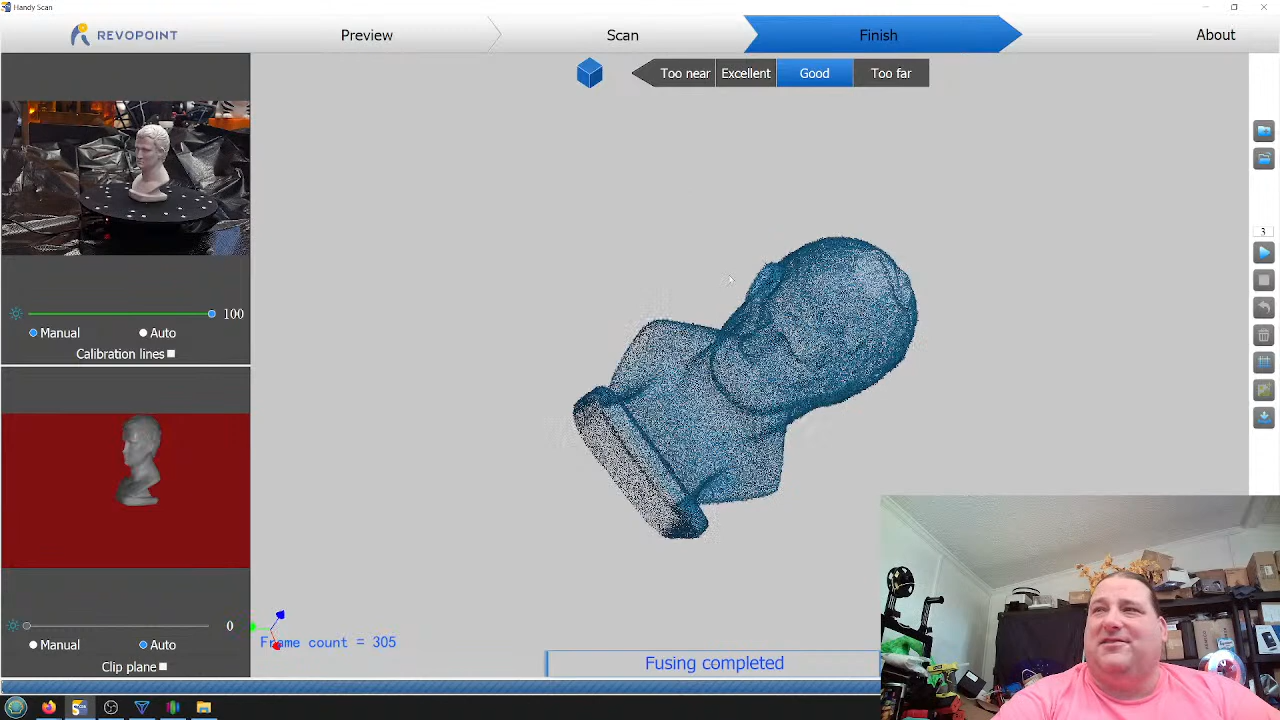 Handy Scan
REVOPOINT
Preview
Scan
Finish
About
Too near
Excellent
Good
Too far
100
Manual
Auto
Calibration lines
3
0
Manual
Auto
Clip plane
Frame count = 305
Fusing completed